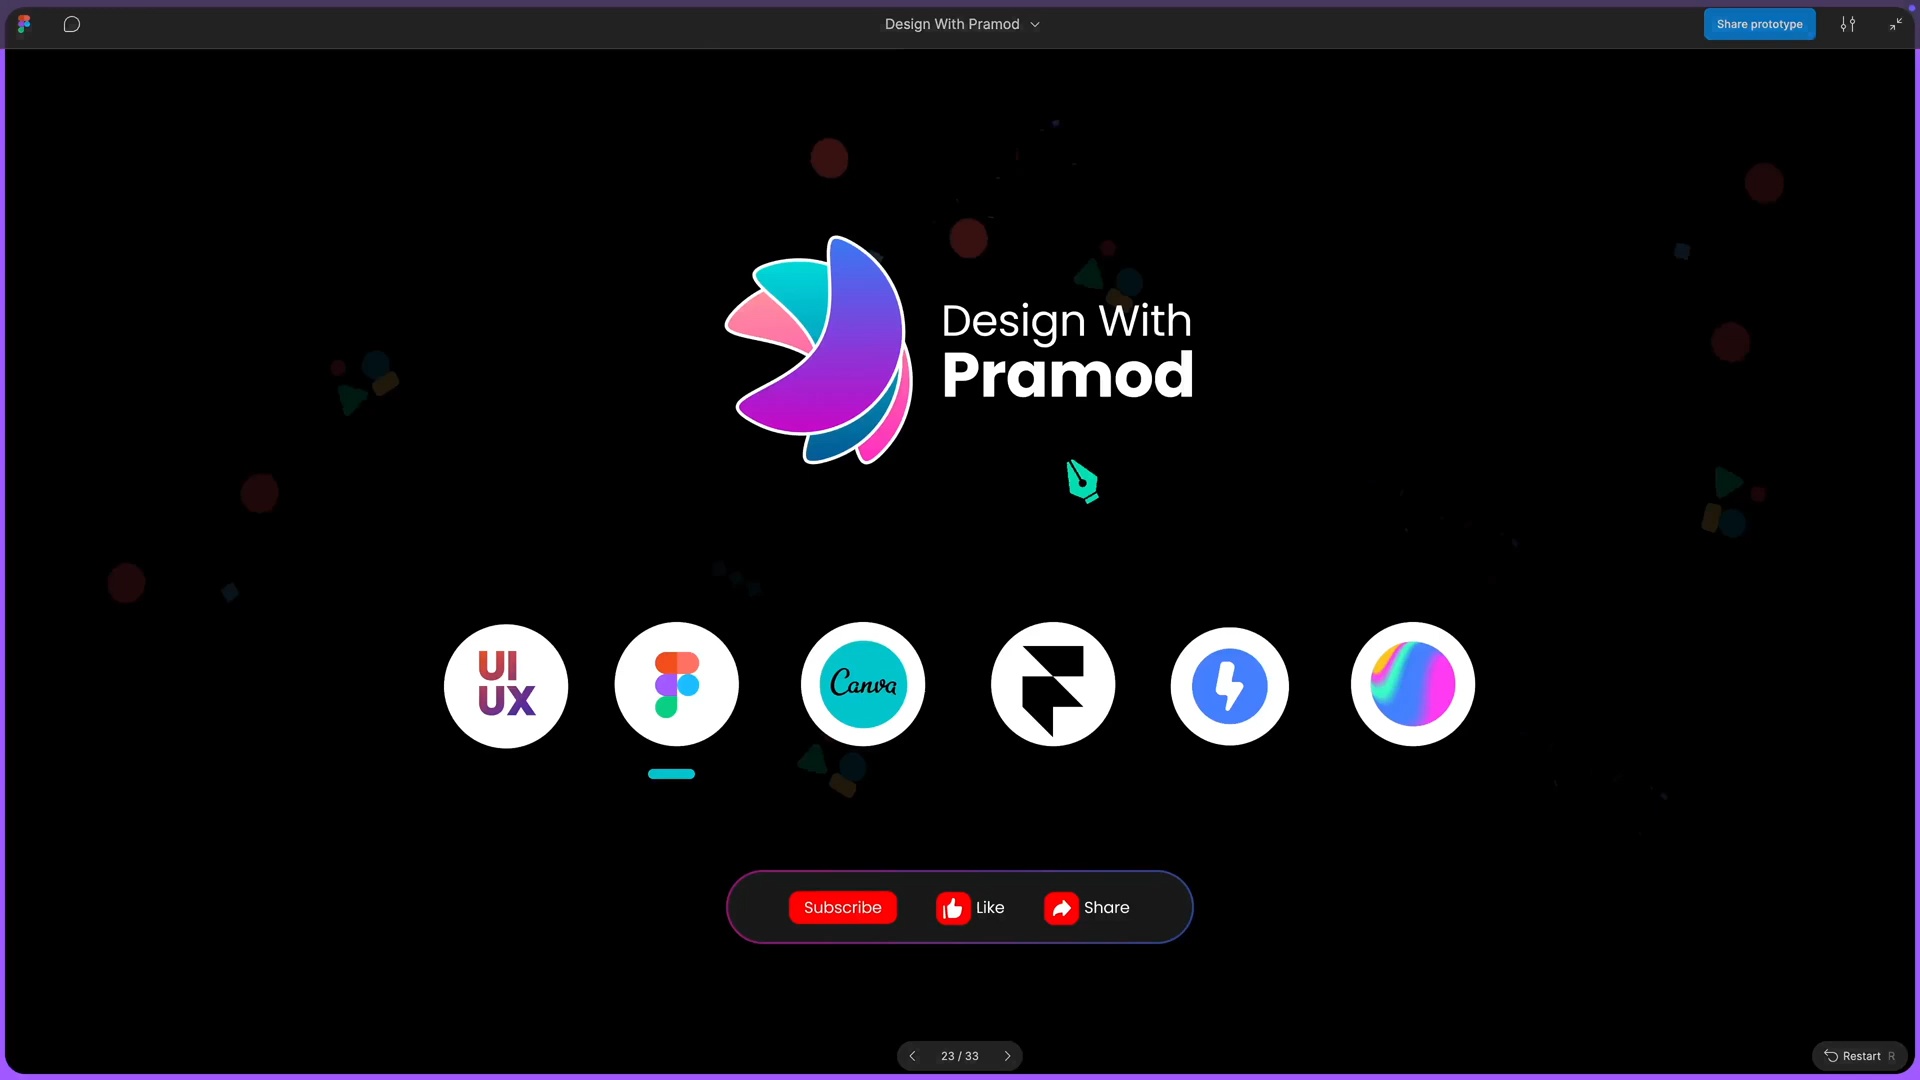 Design With Pramod
Share prototype
Design With
Pramod
UI
UX
Canva
Subscribe
Like
Share
23 / 33
Restart R